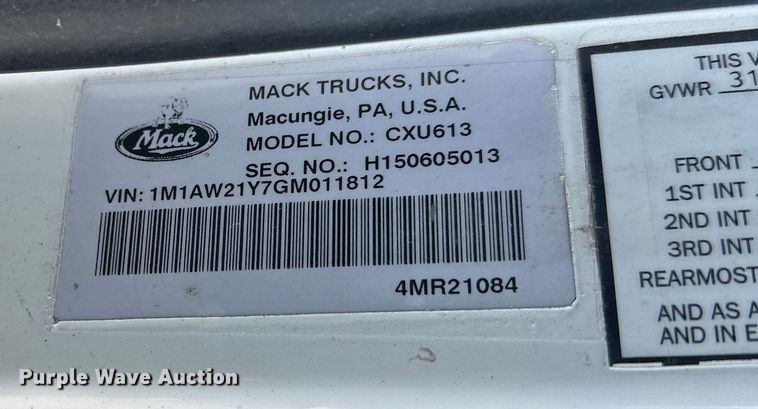 MACK TRUCKS, INC.
Macungie, PA, U.S.A.
MODEL NO.: CXU613
SEQ. NO.: H150605013
Mack
VIN: 1M1AW21Y7GM011812
4MR21084
THIS V
GVWR 31
FRONT
1ST INT
2ND INT
3RD INT
REARMOST
AND AS A
AND IN E
Purple Wave Auction